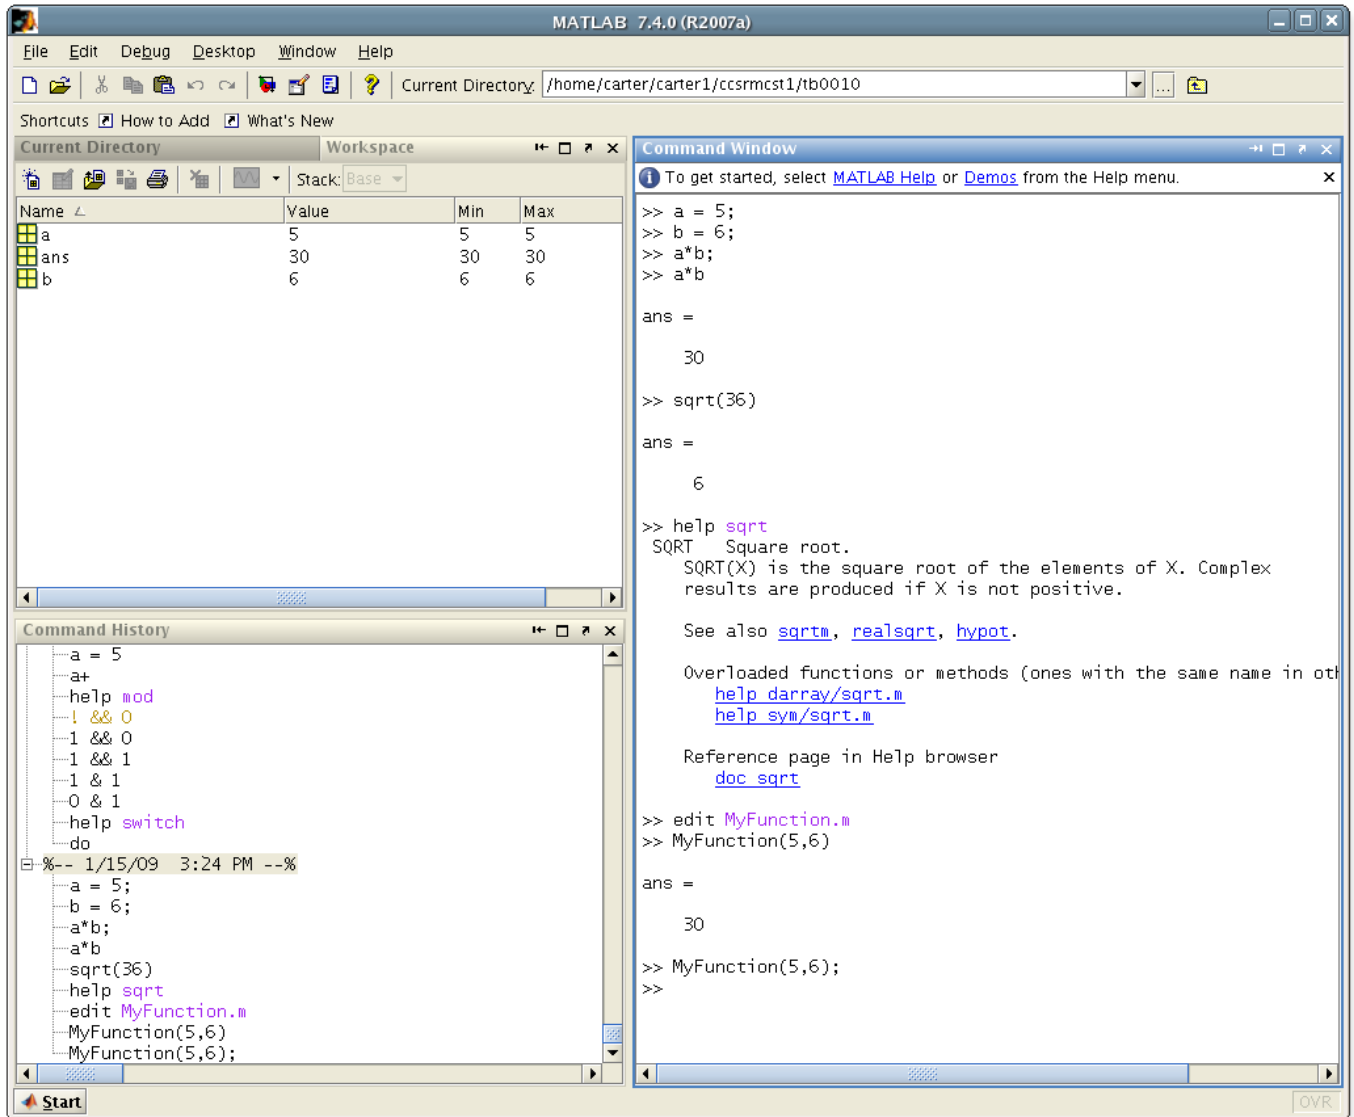 MATLAB 7.4.0 (R2007a)
File Edit Debug Desktop Window Help
Current Directory: /home/carter/carter1/ccsrmcst1/tb0010 ...
Shortcuts How to Add What's New
Current Directory Workspace
Stack: Base
Name Value Min Max
a 5 5 5
ans 30 30 30
b 6 6 6
Command History
a = 5
a+
help mod
! && 0
1 && 0
1 && 1
1 & 1
0 & 1
help switch
do
%-- 1/15/09 3:24 PM --%
a = 5;
b = 6;
a*b;
a*b
sqrt(36)
help sqrt
edit MyFunction.m
MyFunction(5,6)
MyFunction(5,6);
Command Window
To get started, select MATLAB Help or Demos from the Help menu.
>> a = 5;
>> b = 6;
>> a*b;
>> a*b
ans =
30
>> sqrt(36)
ans =
6
>> help sqrt
SQRT Square root.
SQRT(X) is the square root of the elements of X. Complex
results are produced if X is not positive.
See also sqrtm, realsqrt, hypot.
Overloaded functions or methods (ones with the same name in oth
help darray/sqrt.m
help sym/sqrt.m
Reference page in Help browser
doc sqrt
>> edit MyFunction.m
>> MyFunction(5,6)
ans =
30
>> MyFunction(5,6);
>>
Start
OVR